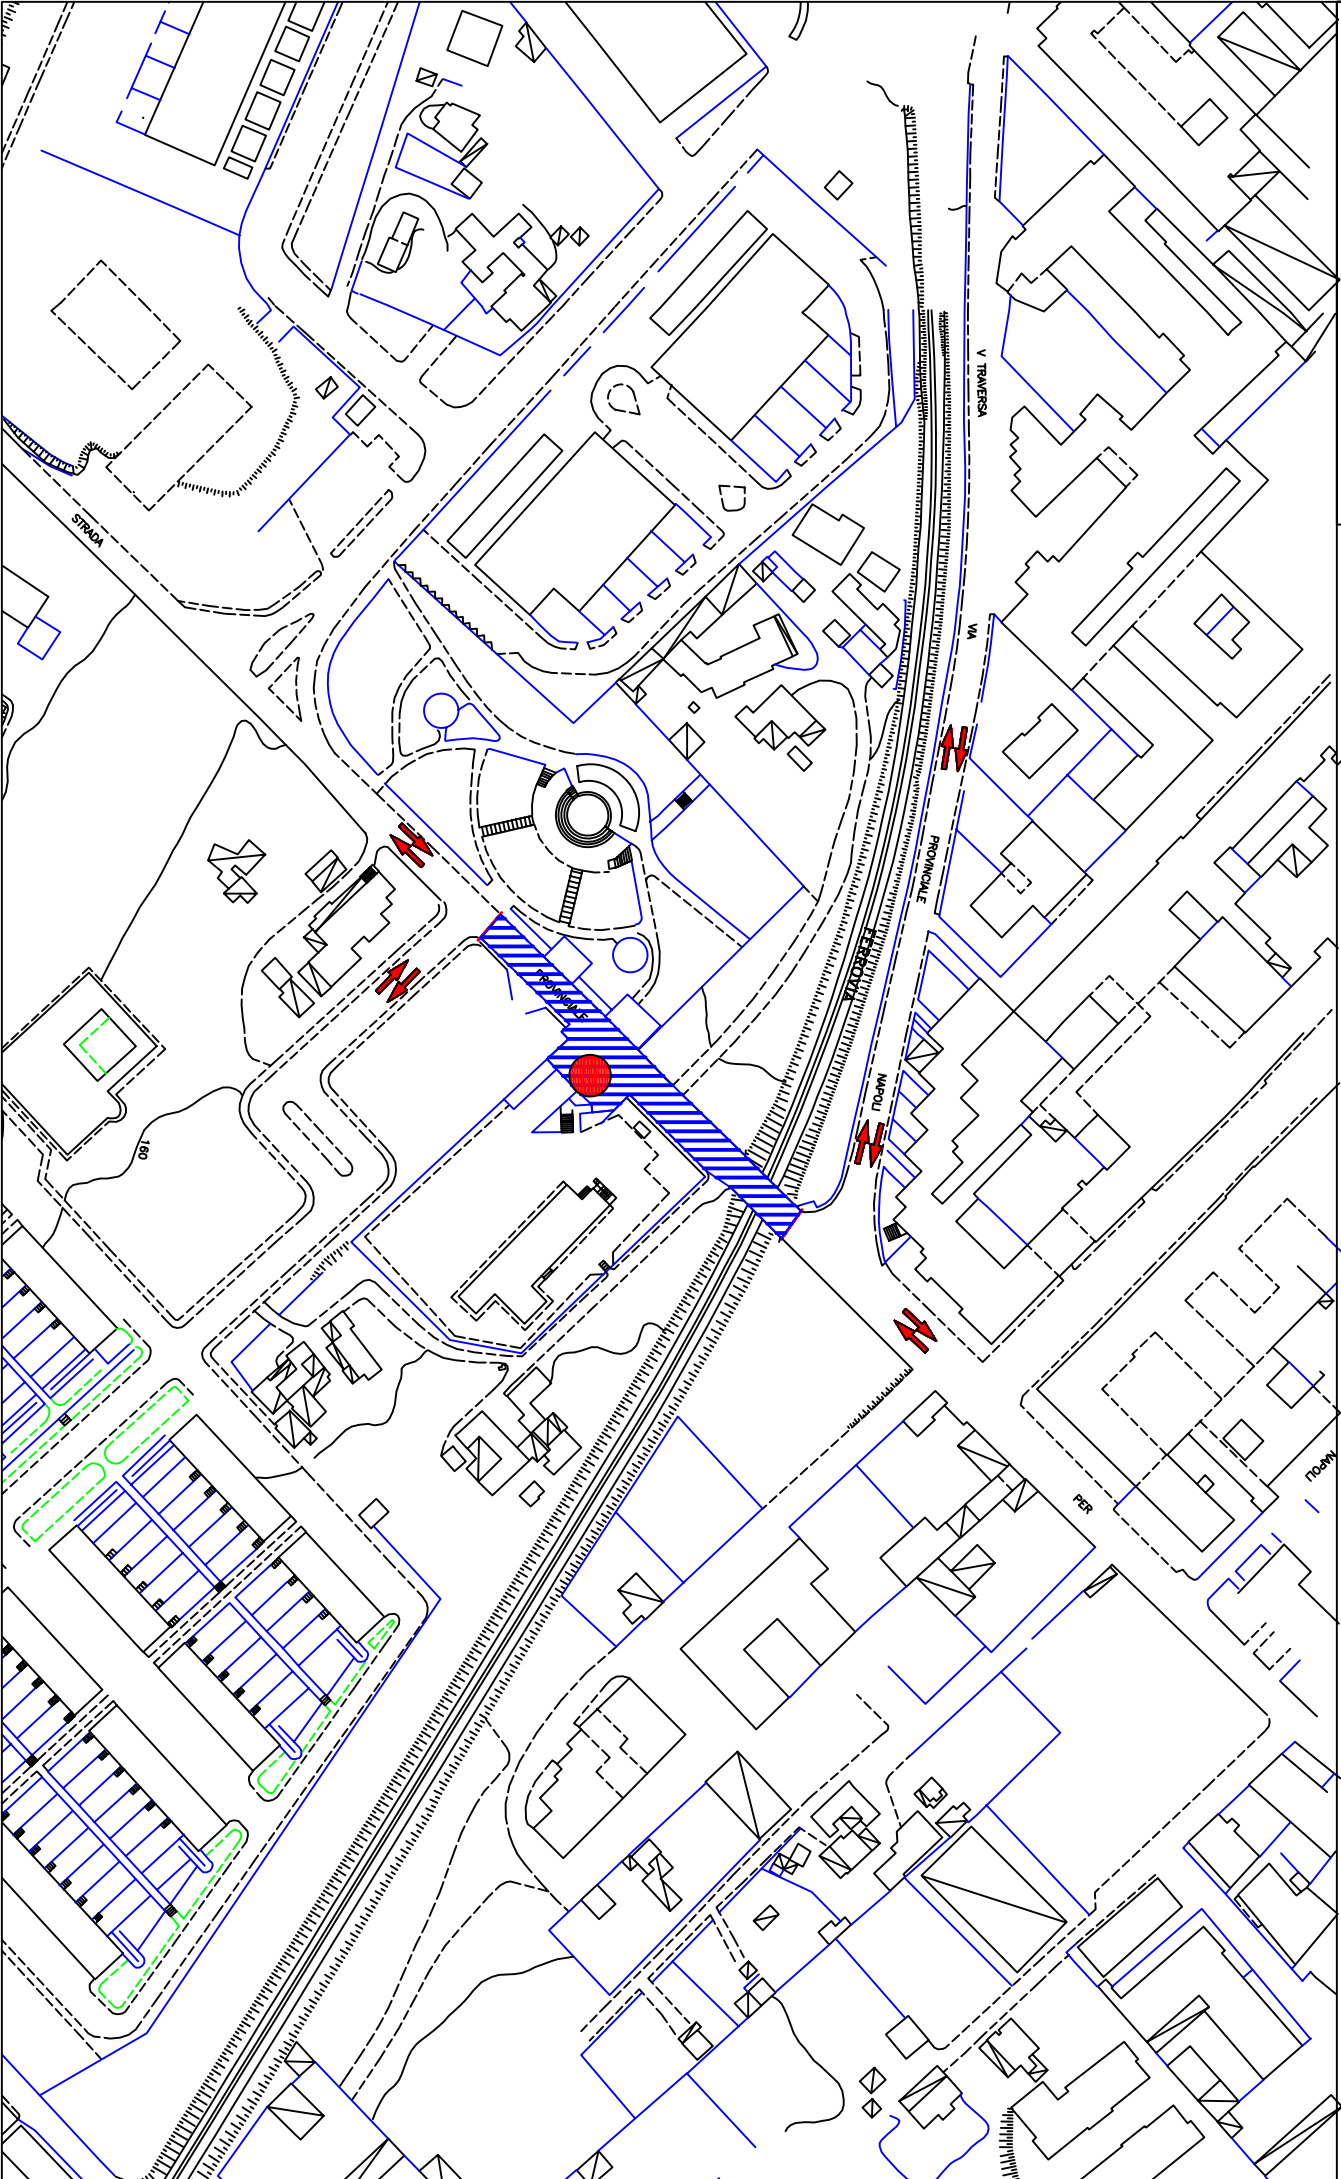 V TRAVERSA
STRADA
VIA
PROVINCIALE
FERROVIA
PROVINCIALE
NAPOLI
160
NAPOLI
PER